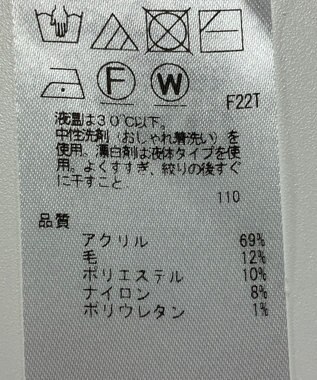 F W
F22T
液温は30℃以下。
中性洗剤（おしゃれ着洗い）を
使用。漂白剤は液体タイプを使
用。よくすすぎ、絞りの後すぐ
に干すこと
110
品質
アクリル 69%
毛 12%
ポリエステル 10%
ナイロン 8%
ポリウレタン 1%